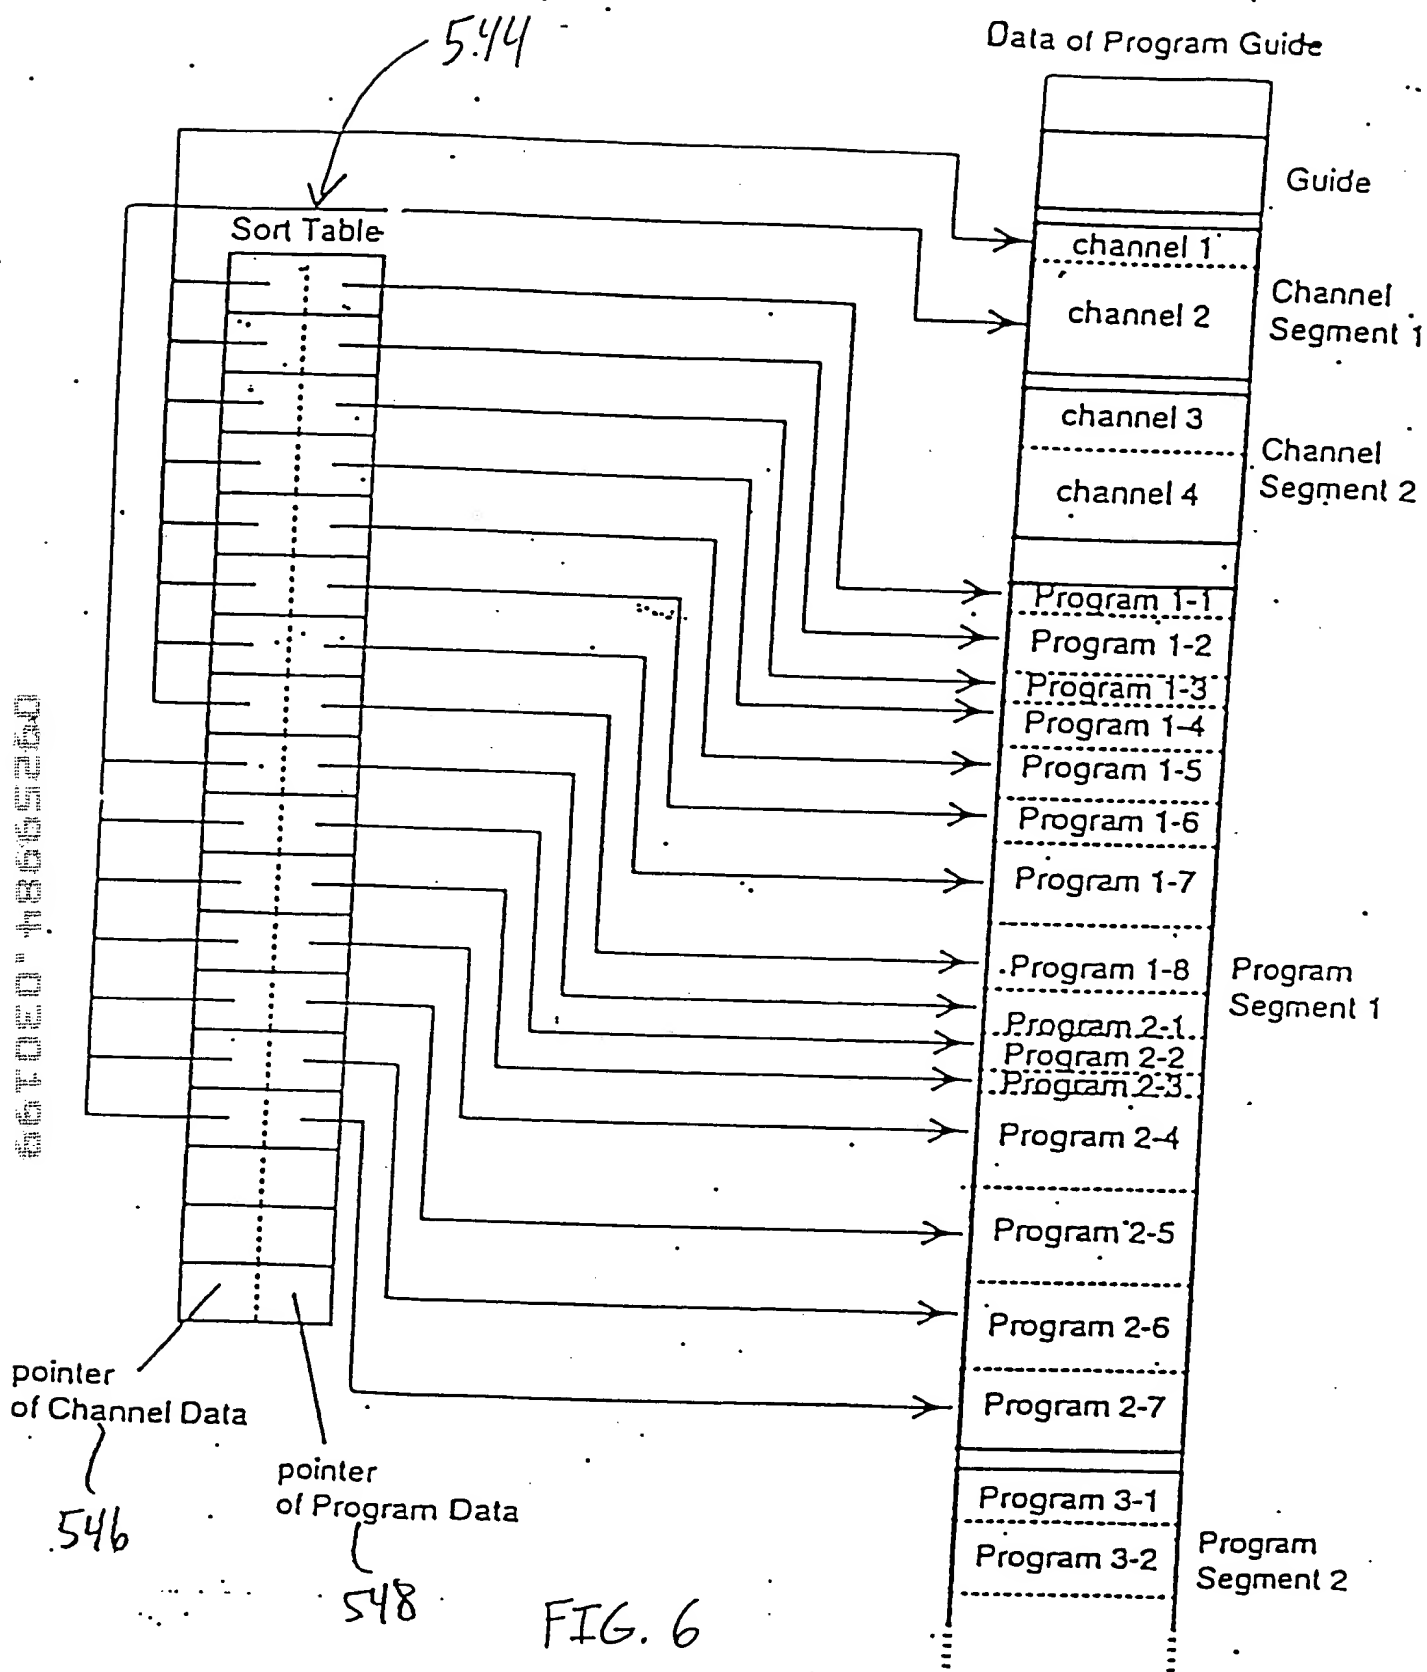 5.44
Data of Program Guide
Guide
Sort Table
channel 1
channel 2
Channel
Segment 1
channel 3
channel 4
Channel
Segment 2
Program 1-1
Program 1-2
Program 1-3
Program 1-4
Program 1-5
Program 1-6
Program 1-7
Program 1-8
Program
Segment 1
Program 2-1
Program 2-2
Program 2-3
Program 2-4
Program 2-5
Program 2-6
Program 2-7
pointer
of Channel Data
546
pointer
of Program Data
548
Program 3-1
Program 3-2
Program
Segment 2
FIG. 6